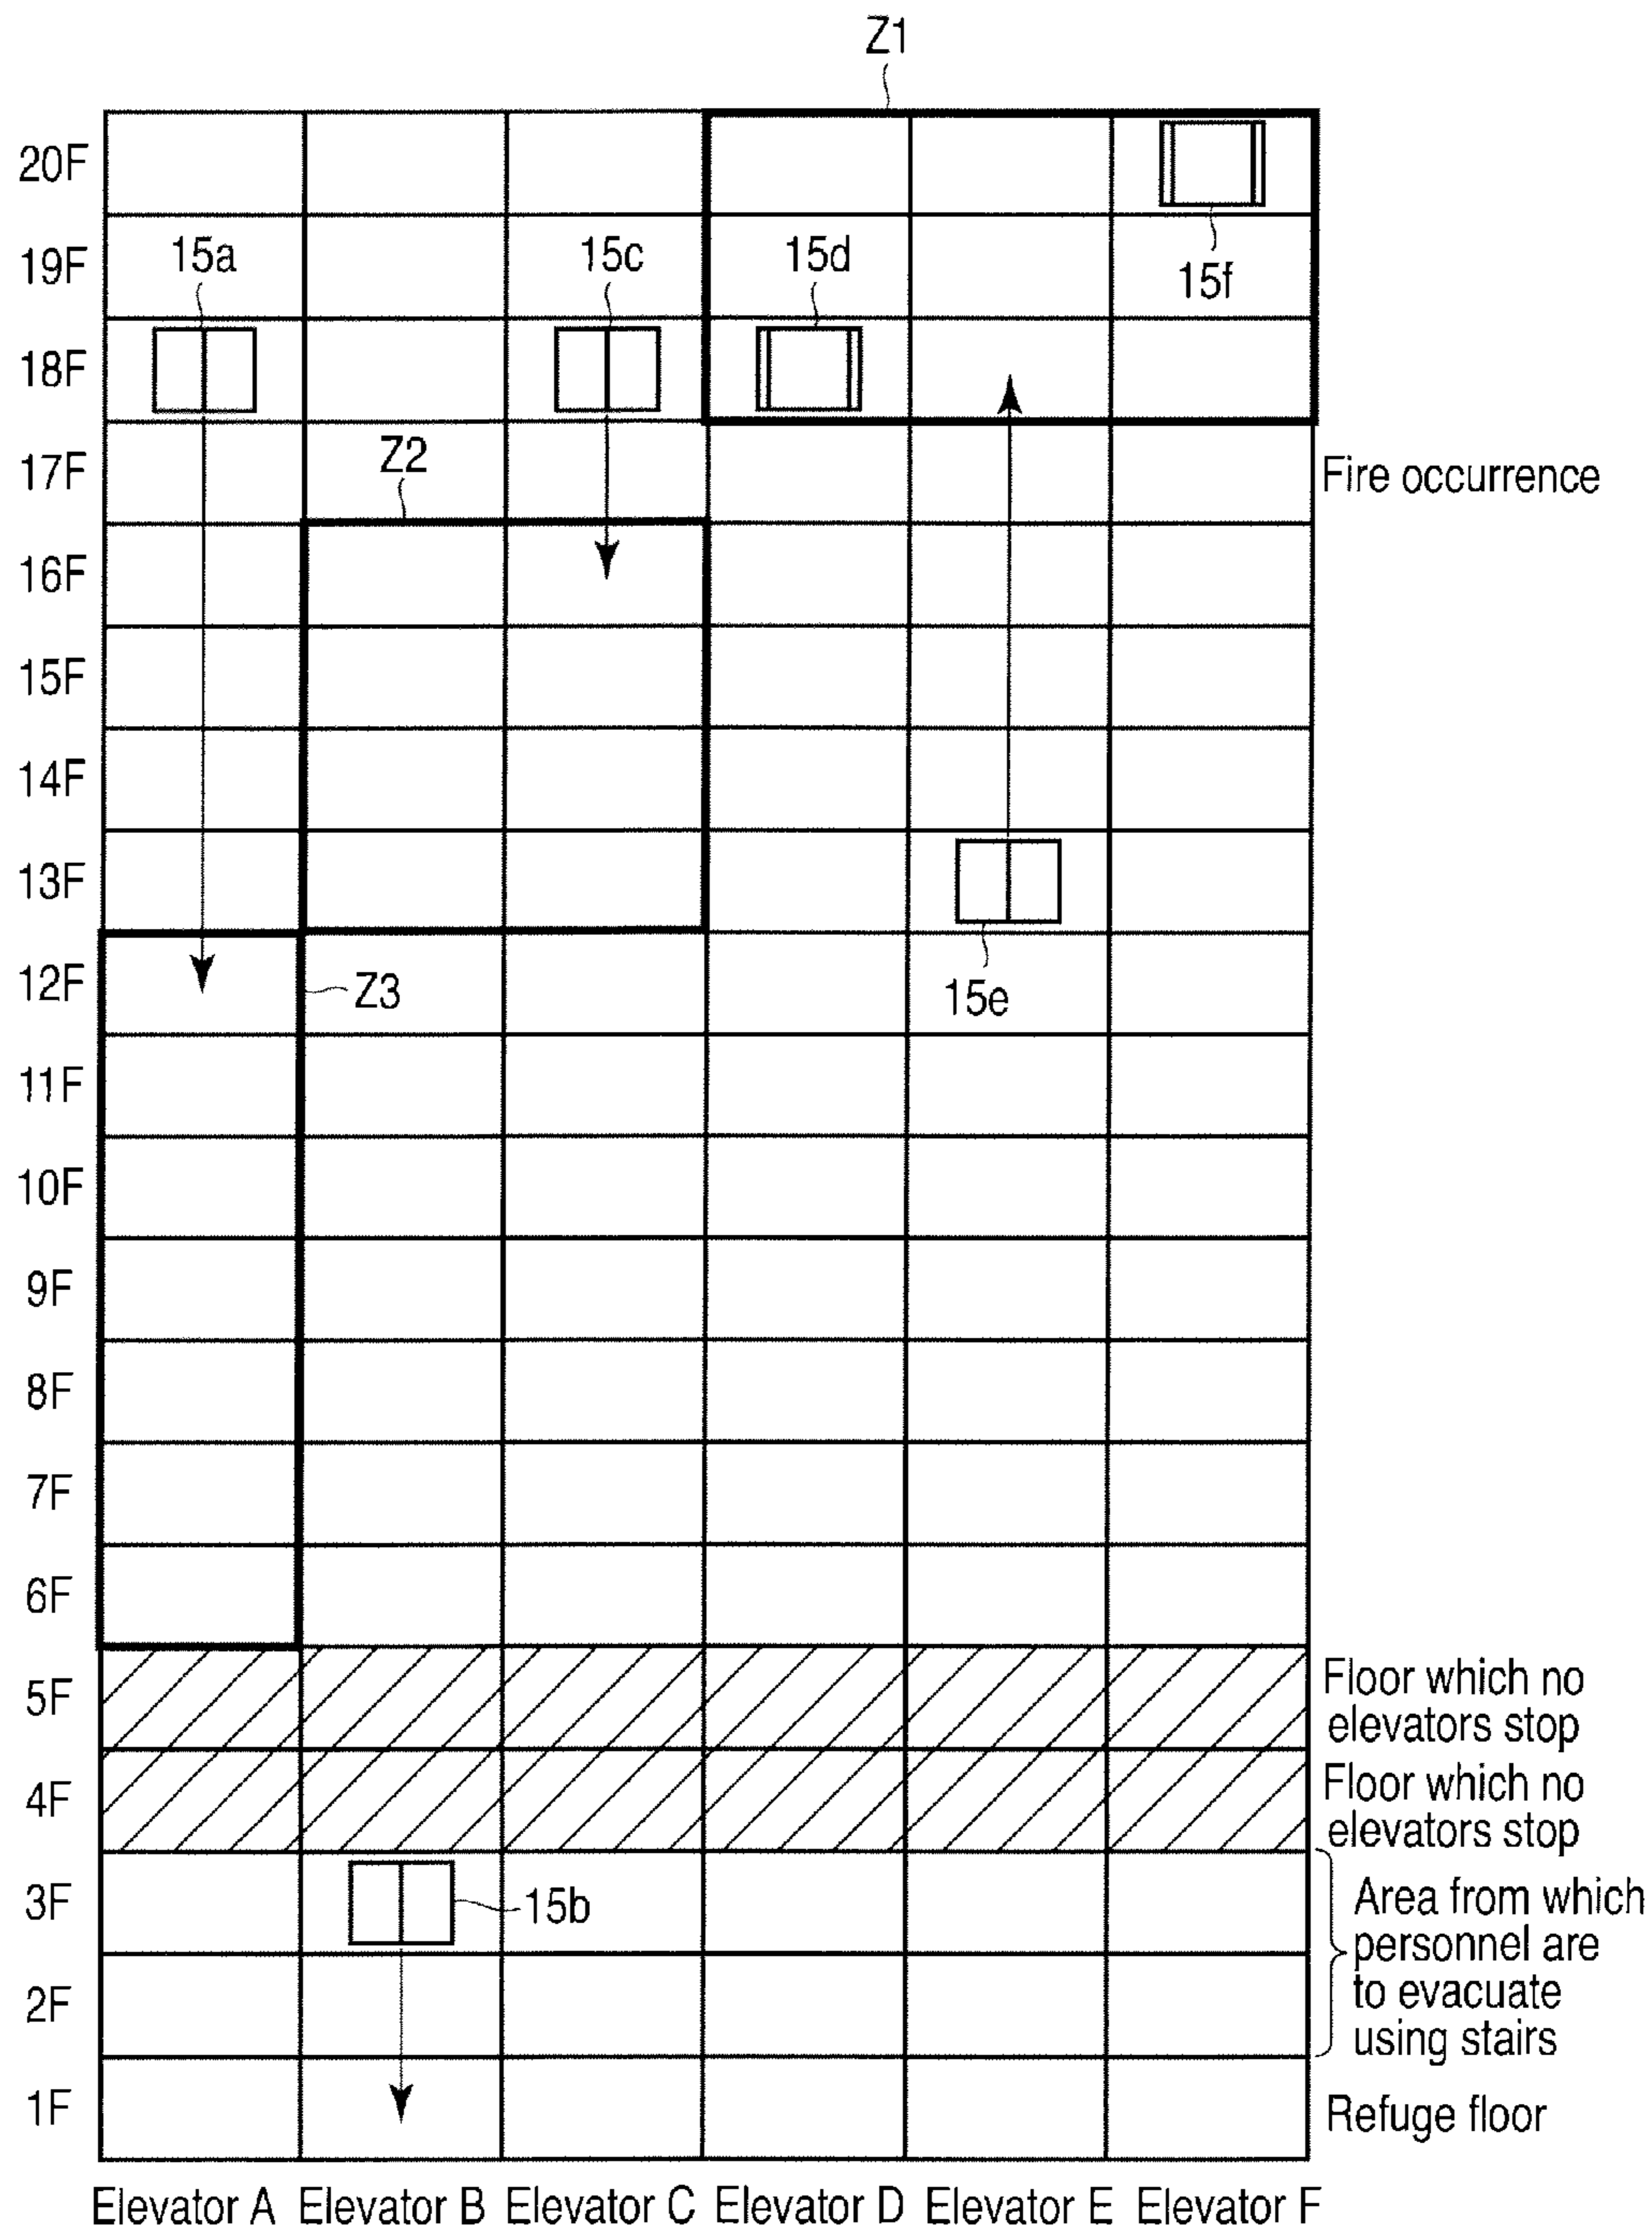 Z1
20F
19F 15a 15c 15d 15f
18F
17F Z2 Fire occurrence
16F
15F
14F
13F
12F Z3 15e
11F
10F
9F
8F
7F
6F
5F Floor which no
elevators stop
4F Floor which no
elevators stop
3F 15b Area from which
personnel are
2F to evacuate
using stairs
1F Refuge floor
Elevator A Elevator B Elevator C Elevator D Elevator E Elevator F